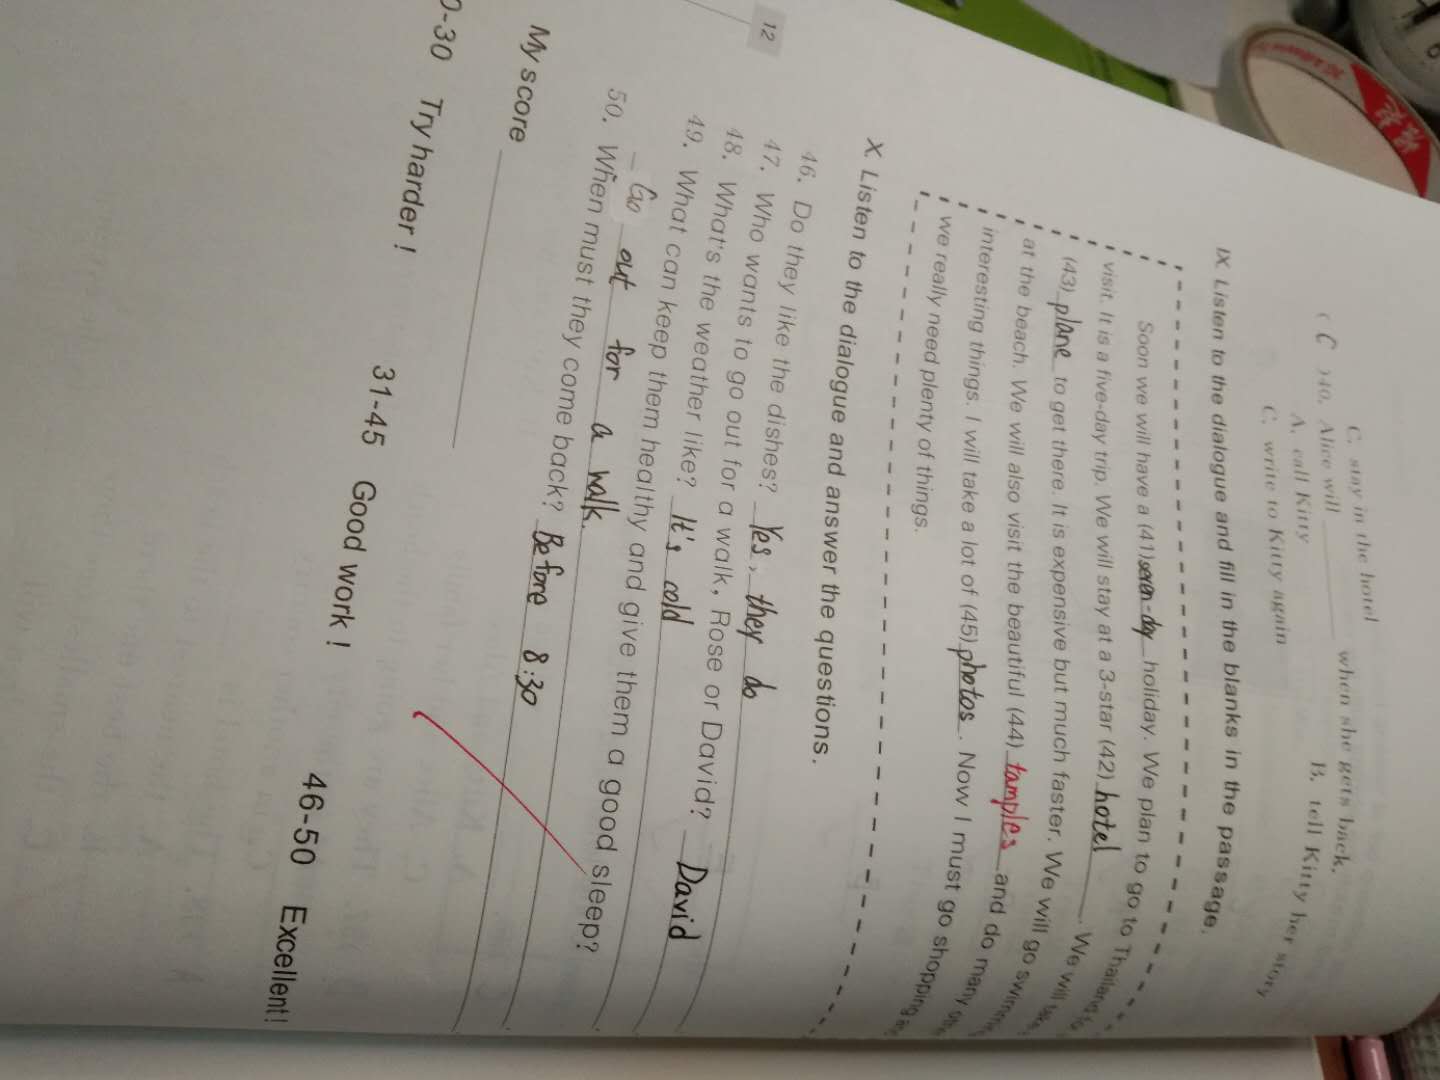 C. stay in the hotel
( C )40. Alice will ______ when she gets back.
A. call Kitty B. tell Kitty her story
C. write to Kitty again
IX. Listen to the dialogue and fill in the blanks in the passage.
Soon we will have a (41) seven-day holiday. We plan to go to Thailand
visit. It is a five-day trip. We will stay at a 3-star (42) hotel. We will take
(43) plane to get there. It is expensive but much faster. We will go
at the beach. We will also visit the beautiful (44) tamples and do many
interesting things. I will take a lot of (45) photos. Now I must go shopping
we really need plenty of things.
X. Listen to the dialogue and answer the questions.
46. Do they like the dishes? Yes, they do
47. Who wants to go out for a walk, Rose or David? David
48. What's the weather like? It's cold
49. What can keep them healthy and give them a good sleep?
Go out for a walk.
50. When must they come back? Before 8:30
My score
0-30 Try harder! 31-45 Good work! 46-50 Excellent!
12